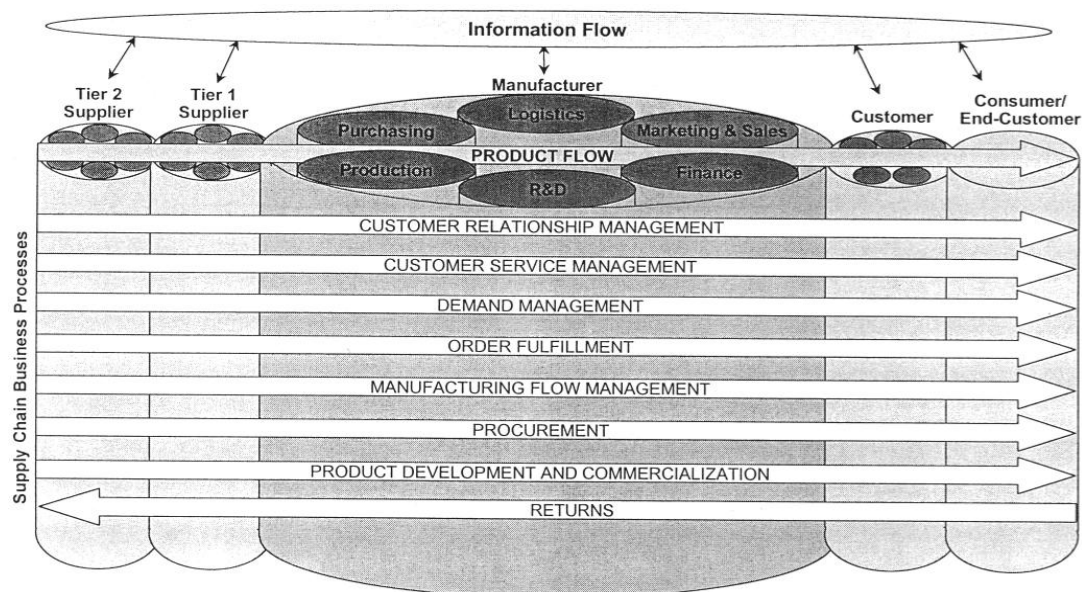 Information Flow
Tier 2
Supplier
Tier 1
Supplier
Manufacturer
Logistics
Purchasing
Marketing & Sales
Customer
Consumer/
End-Customer
PRODUCT FLOW
Production
R&D
Finance
Supply Chain Business Processes
CUSTOMER RELATIONSHIP MANAGEMENT
CUSTOMER SERVICE MANAGEMENT
DEMAND MANAGEMENT
ORDER FULFILLMENT
MANUFACTURING FLOW MANAGEMENT
PROCUREMENT
PRODUCT DEVELOPMENT AND COMMERCIALIZATION
RETURNS